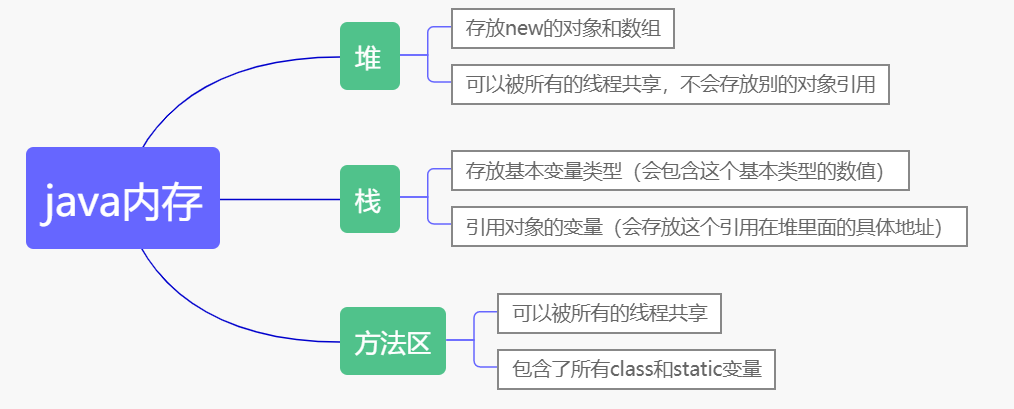 java内存
堆
存放new的对象和数组
可以被所有的线程共享，不会存放别的对象引用
栈
存放基本变量类型（会包含这个基本类型的数值）
引用对象的变量（会存放这个引用在堆里面的具体地址）
方法区
可以被所有的线程共享
包含了所有class和static变量